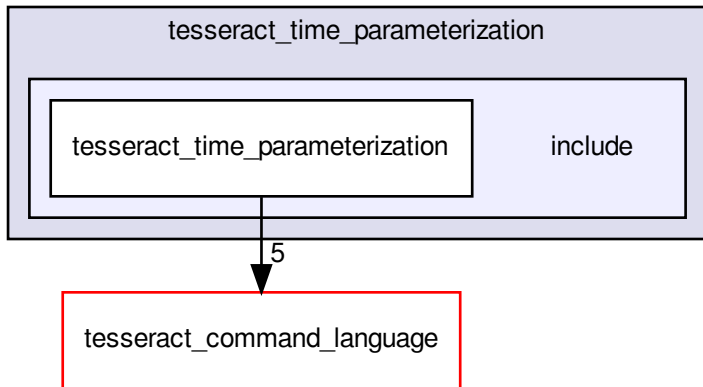 tesseract_time_parameterization
tesseract_time_parameterization
include
5
tesseract_command_language